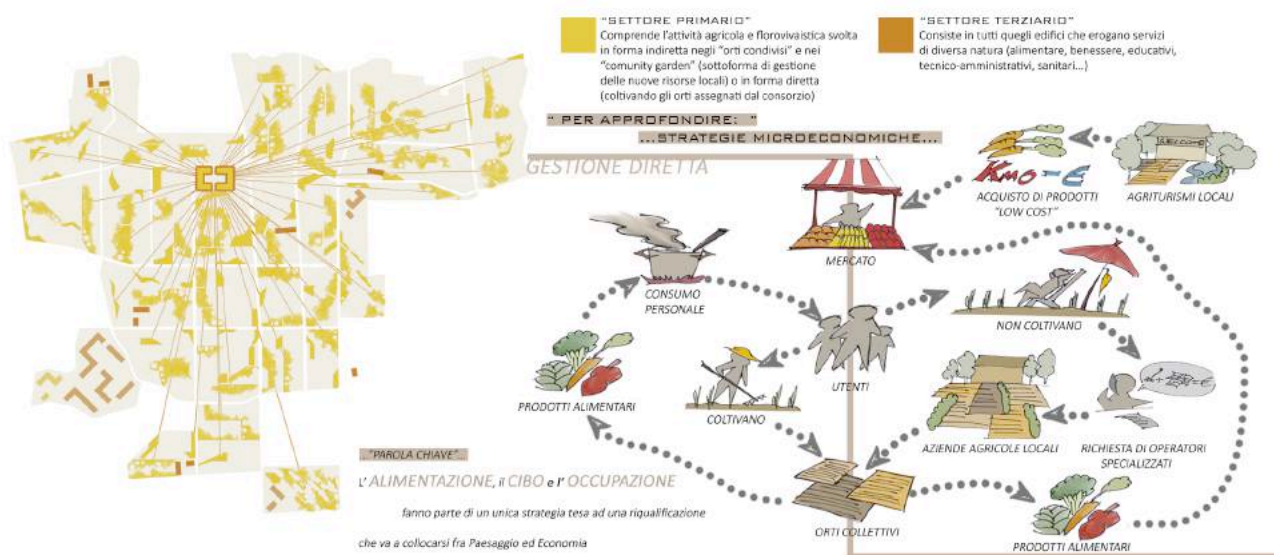 "SETTORE PRIMARIO"
Comprende l'attività agricola e florovivaistica svolta
in forma indiretta negli "orti condivisi" e nei
"comunity garden" (sottoforma di gestione
delle nuove risorse locali) o in forma diretta
(coltivando gli orti assegnati dal consorzio)
"SETTORE TERZIARIO"
Consiste in tutti quegli edifici che erogano servizi
di diversa natura (alimentare, benessere, educativi,
tecnico-amministrativi, sanitari...)
" PER APPROFONDIRE: "
...STRATEGIE MICROECONOMICHE...
GESTIONE DIRETTA
WELCOME
KM0-E
ACQUISTO DI PRODOTTI
"LOW COST"
AGRITURISMI LOCALI
MERCATO
CONSUMO
PERSONALE
NON COLTIVANO
UTENTI
PRODOTTI ALIMENTARI
COLTIVANO
AZIENDE AGRICOLE LOCALI
RICHIESTA DI OPERATORI
SPECIALIZZATI
ORTI COLLETTIVI
PRODOTTI ALIMENTARI
"PAROLA CHIAVE"
L' ALIMENTAZIONE, il CIBO e l' OCCUPAZIONE
fanno parte di un unica strategia tesa ad una riqualificazione
che va a collocarsi fra Paesaggio ed Economia